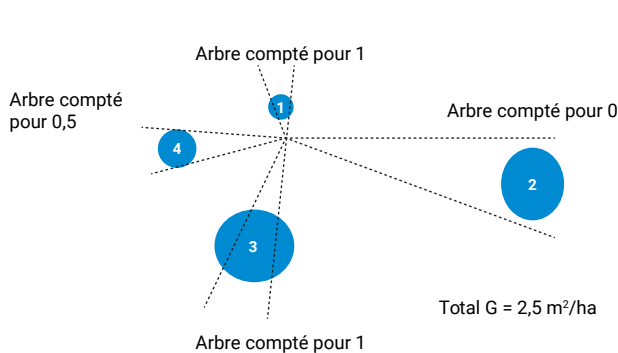 Arbre compté pour 1
Arbre compté
pour 0,5
Arbre compté pour 0
1
4
2
3
Total G = 2,5 m²/ha
Arbre compté pour 1